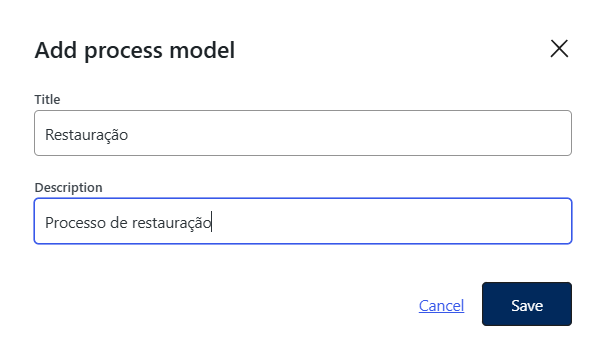 Add process model
Title
Restauração
Description
Processo de restauração
Cancel
Save